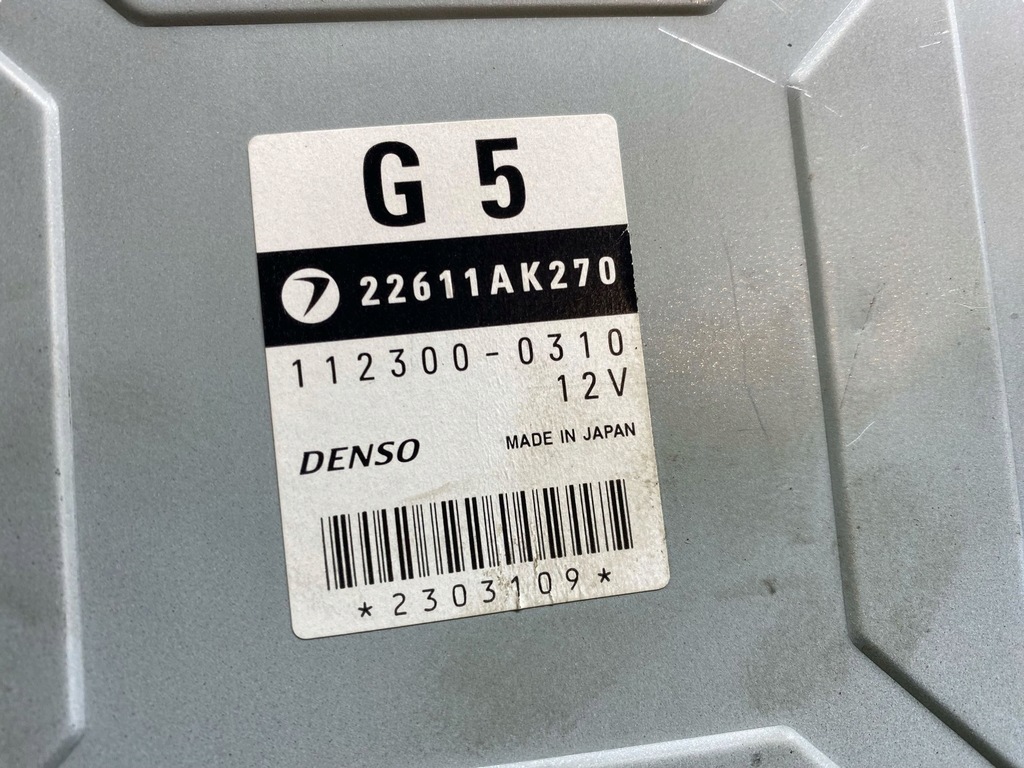 G 5
22611AK270
112300-0310
12V
DENSO
MADE IN JAPAN
*2303109*